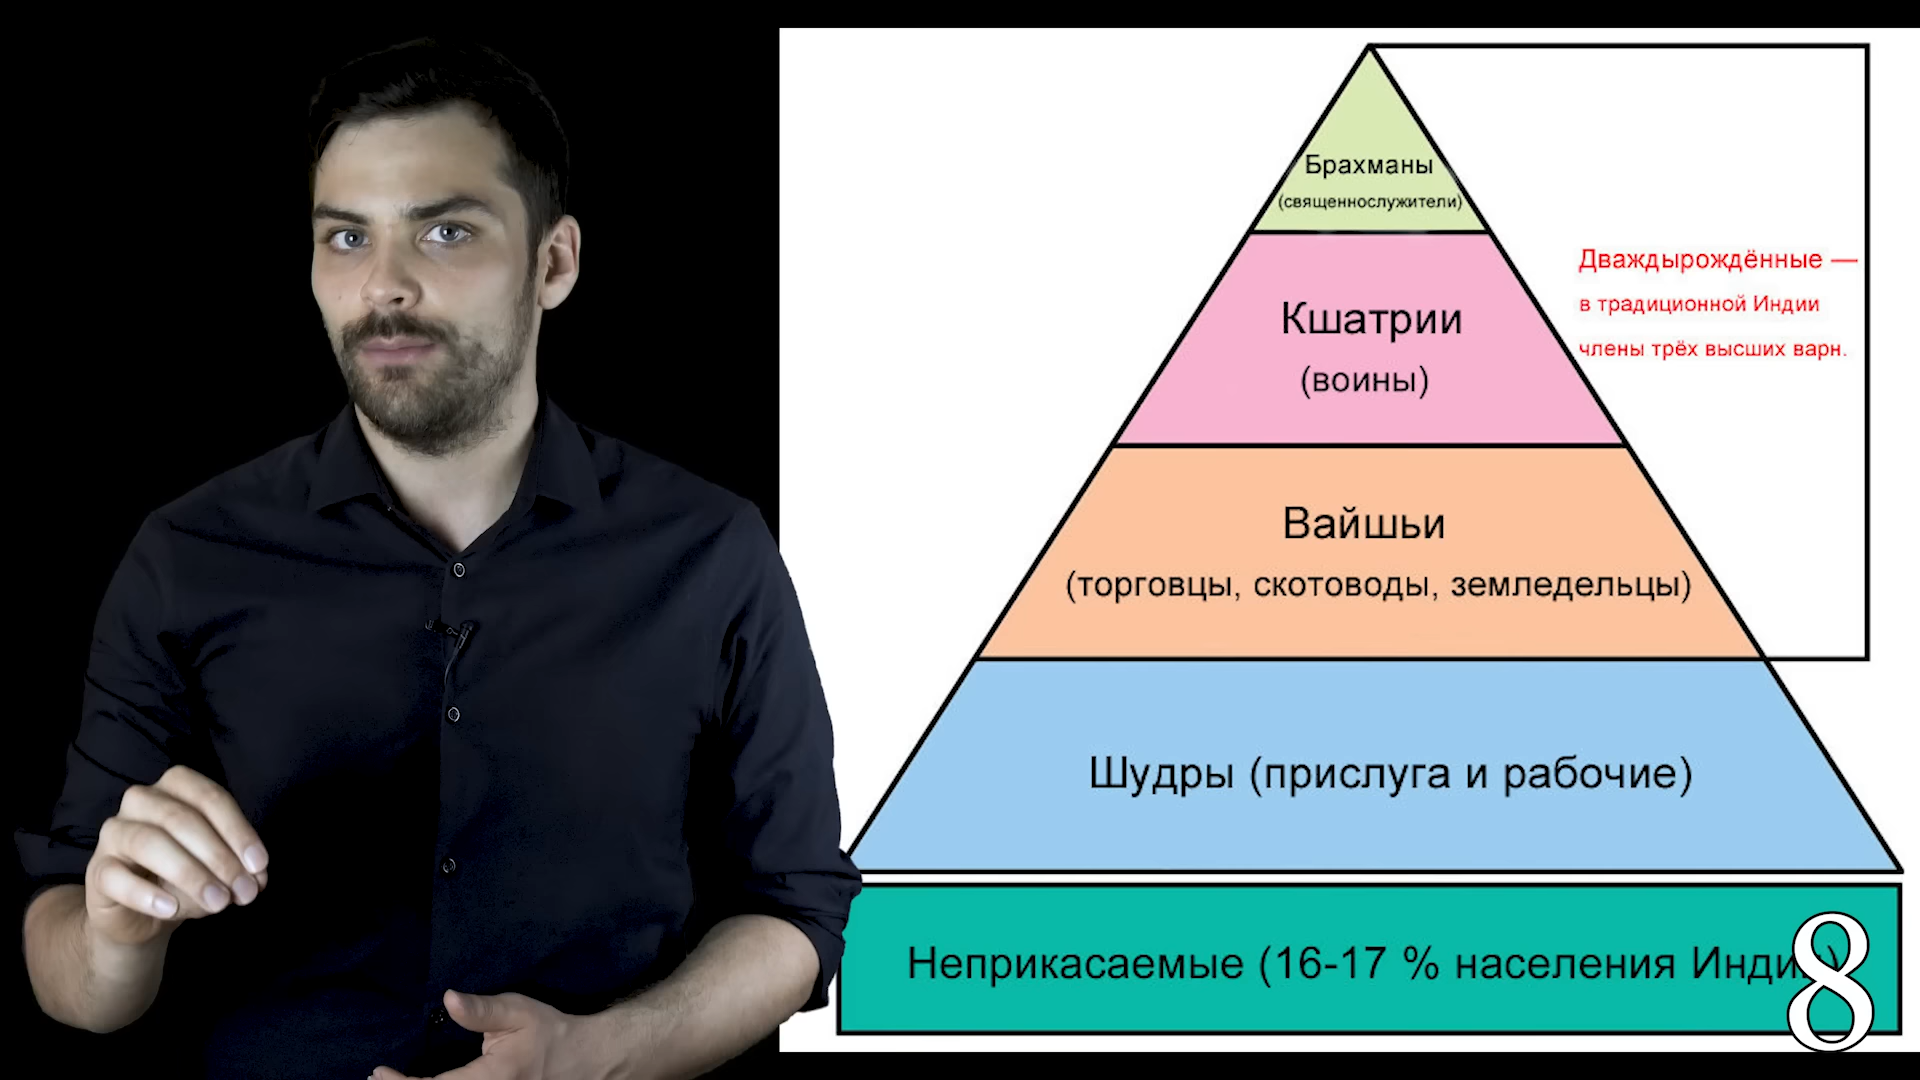 Брахманы
(священнослужители)
Кшатрии
(воины)
Дваждырождённые —
в традиционной Индии
члены трёх высших варн.
Вайшьи
(торговцы, скотоводы, земледельцы)
Шудры (прислуга и рабочие)
Неприкасаемые (16-17 % населения
8